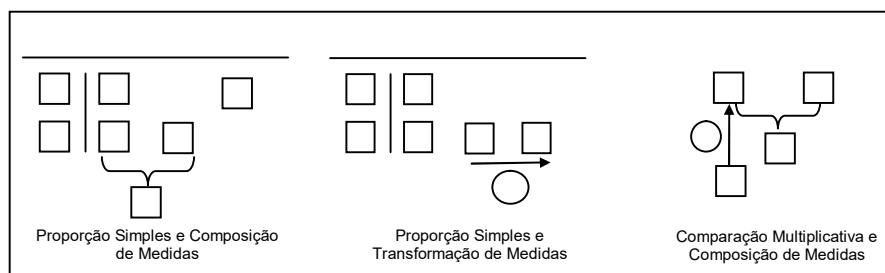 Proporção Simples e Composição
de Medidas
Proporção Simples e
Transformação de Medidas
Comparação Multiplicativa e
Composição de Medidas